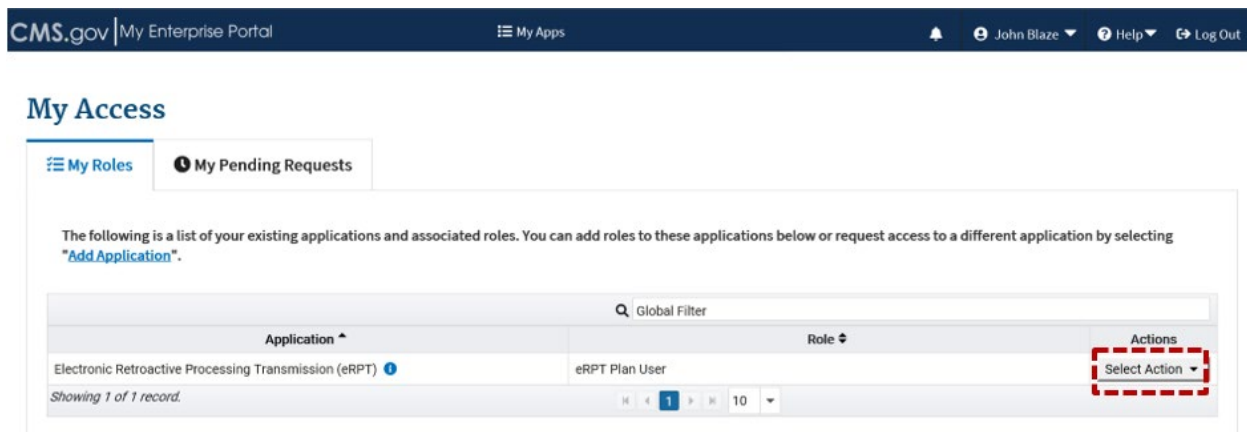 CMS.gov My Enterprise Portal My Apps John Blaze Help Log Out
My Access
My Roles My Pending Requests
The following is a list of your existing applications and associated roles. You can add roles to these applications below or request access to a different application by selecting
"Add Application".
Global Filter
Application Role Actions
Electronic Retroactive Processing Transmission (eRPT) eRPT Plan User Select Action
Showing 1 of 1 record. 1 10